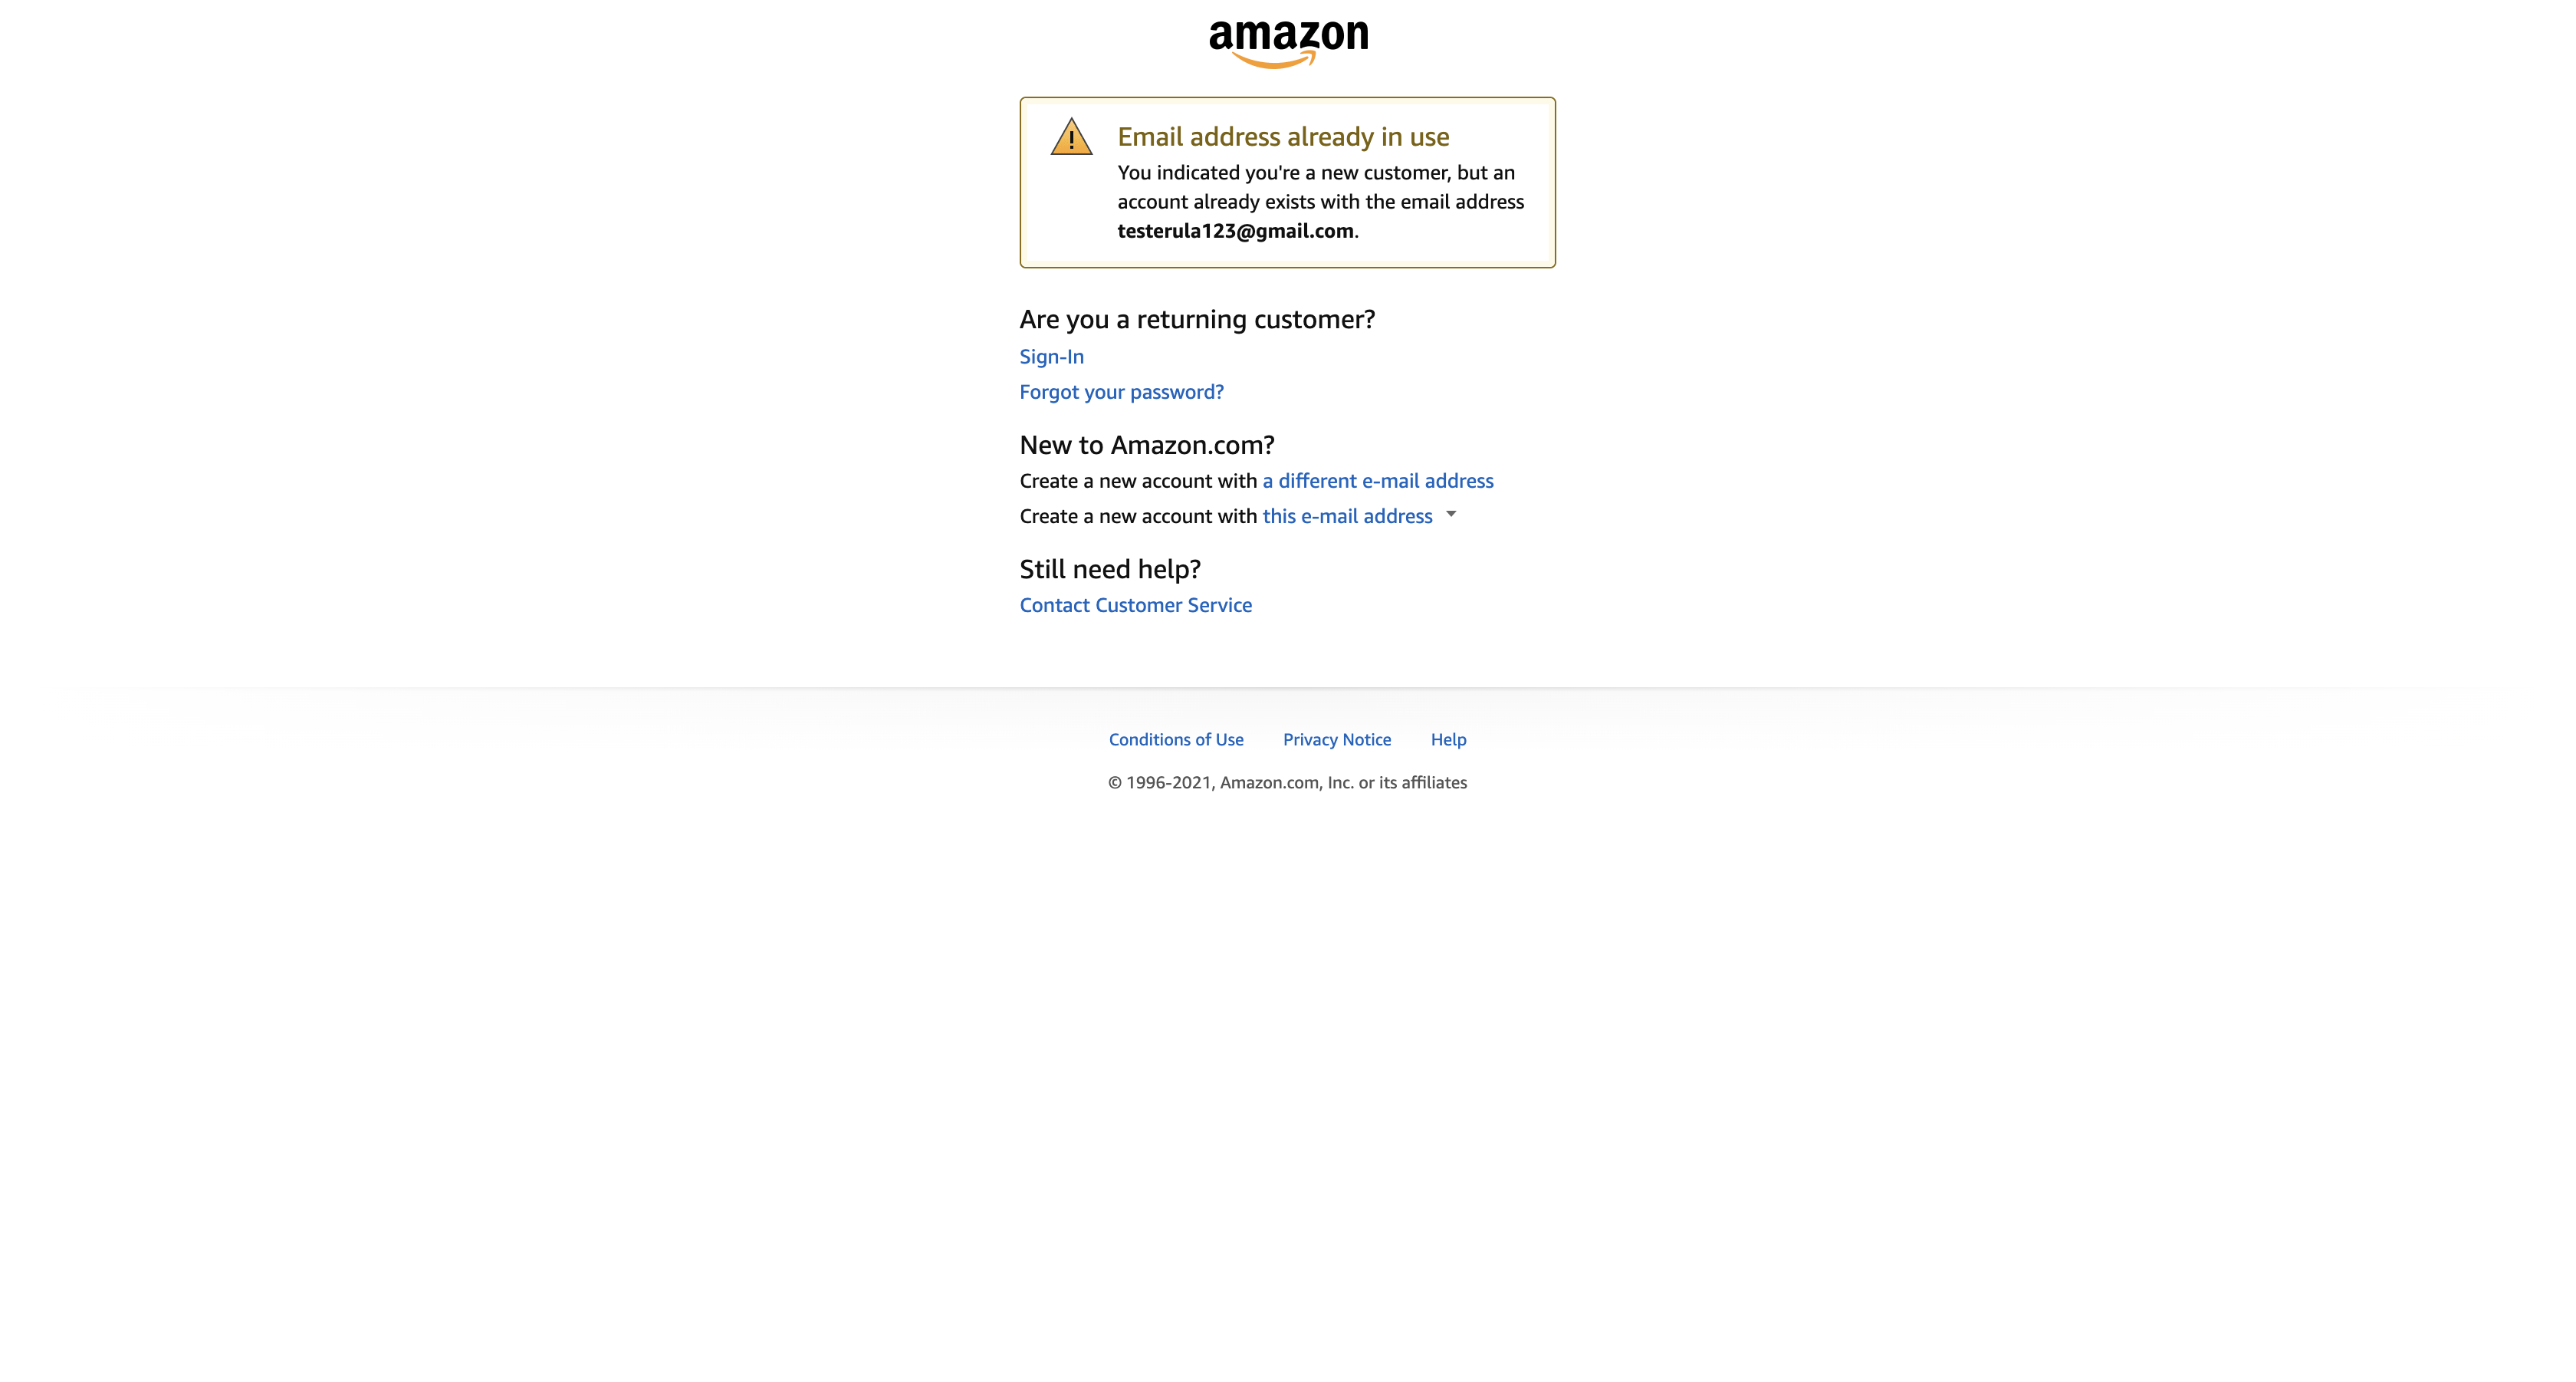 amazon
Email address already in use
You indicated you're a new customer, but an
account already exists with the email address
testerula123@gmail.com.
Are you a returning customer?
Sign-In
Forgot your password?
New to Amazon.com?
Create a new account with a different e-mail address
Create a new account with this e-mail address
Still need help?
Contact Customer Service
Conditions of Use Privacy Notice Help
© 1996-2021, Amazon.com, Inc. or its affiliates